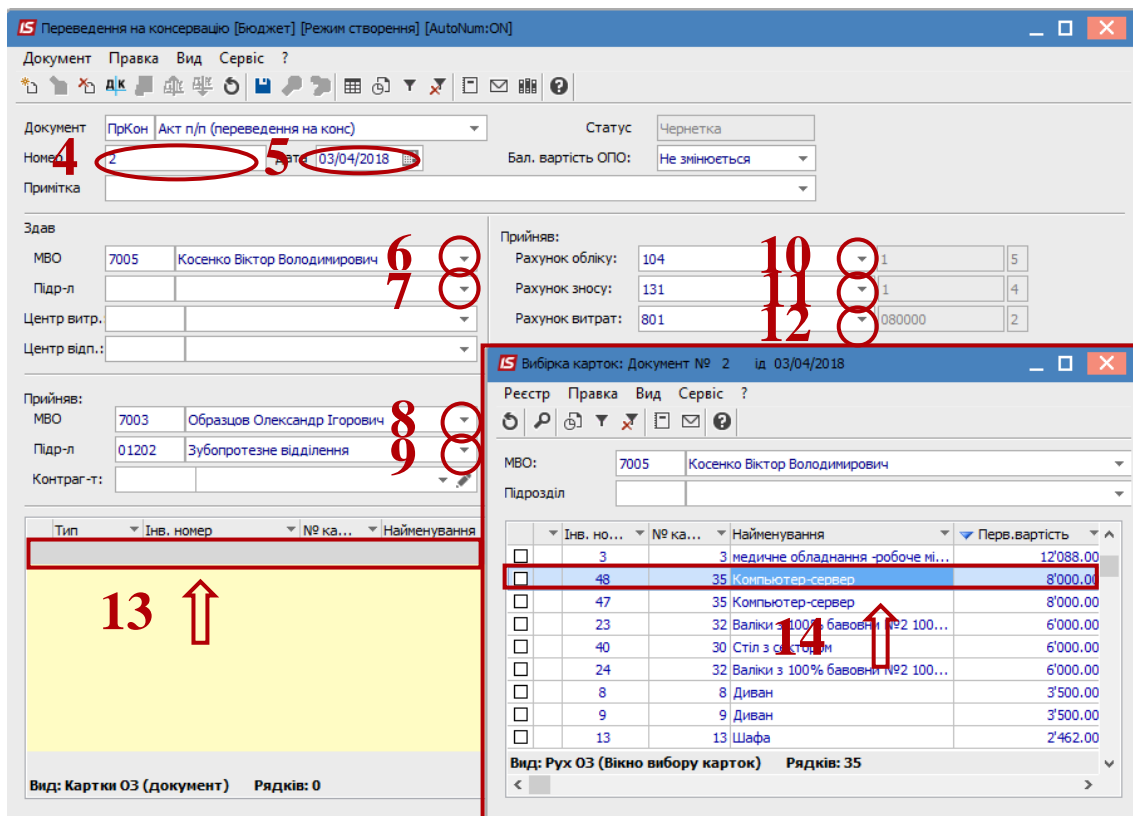 Переведення на консервацію [Бюджет] [Режим створення] [AutoNum:ON]
Документ Правка Вид Сервіс ?
Документ ПрКон Акт п/п (переведення на конс) Статус Чернетка
Номер 4 2 5 Дата 03/04/2018 Бал. вартість ОПО: Не змінюється
Примітка
Здав
МВО 7005 Косенко Віктор Володимирович 6
Підр-л 7
Центр витр.:
Центр відп.:
Прийняв:
Рахунок обліку: 104 10 1 5
Рахунок зносу: 131 11 1 4
Рахунок витрат: 801 12 080000 2
Прийняв:
МВО 7003 Образцов Олександр Ігорович 8
Підр-л 01202 Зубопротезне відділення 9
Контраг-т:
Тип Інв. номер № ка... Найменування
13
Вид: Картки ОЗ (документ) Рядків: 0
Вибірка карток: Документ № 2 ід 03/04/2018
Реєстр Правка Вид Сервіс ?
МВО: 7005 Косенко Віктор Володимирович
Підрозділ
Інв. но... № ка... Найменування Перв.вартість
3 3 медичне обладнання -робоче мі... 12'088.00
48 35 Компьютер-сервер 8'000.00
47 35 Компьютер-сервер 8'000.00
23 32 Валіки з 100% бавовни №2 100... 6'000.00
40 30 Стіл з сектором 6'000.00
24 32 Валіки з 100% бавовни №2 100... 6'000.00
8 8 Диван 3'500.00
9 9 Диван 3'500.00
13 13 Шафа 2'462.00
14
Вид: Рух ОЗ (Вікно вибору карток) Рядків: 35